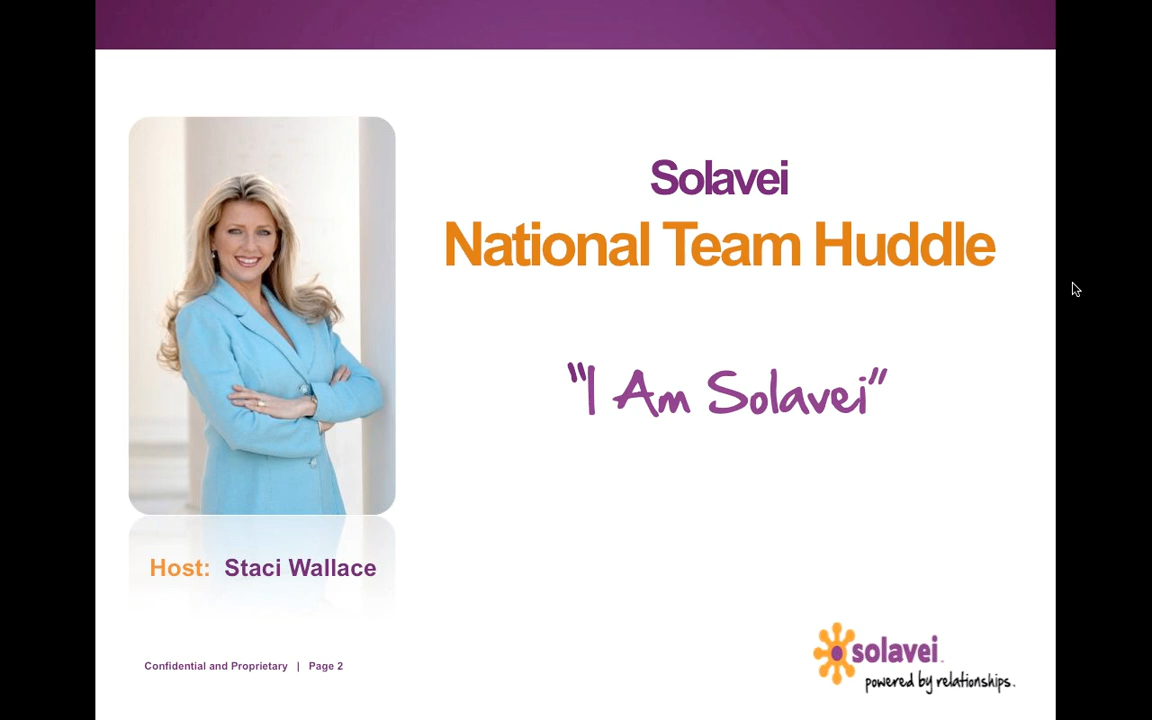 Solavei
National Team Huddle
"I Am Solavei"
Host: Staci Wallace
Confidential and Proprietary | Page 2
solavei
powered by relationships.